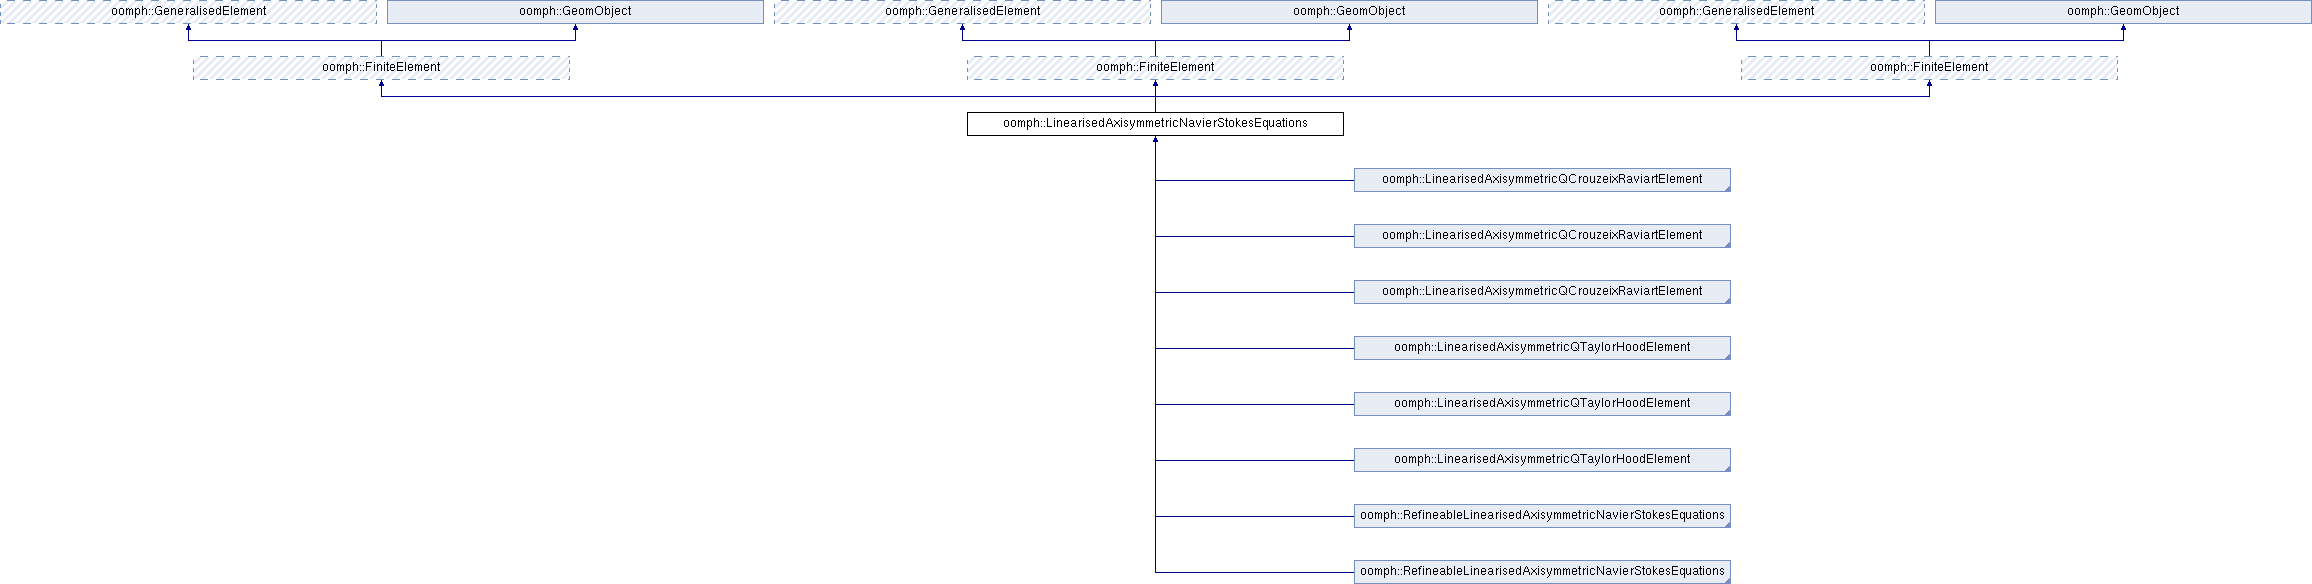 oomph::GeneralisedElement
oomph::GeomObject
oomph::GeneralisedElement
oomph::GeomObject
oomph::GeneralisedElement
oomph::GeomObject
oomph::FiniteElement
oomph::FiniteElement
oomph::FiniteElement
oomph::LinearisedAxisymmetricNavierStokesEquations
oomph::LinearisedAxisymmetricQCrouzeixRaviartElement
oomph::LinearisedAxisymmetricQCrouzeixRaviartElement
oomph::LinearisedAxisymmetricQCrouzeixRaviartElement
oomph::LinearisedAxisymmetricQTaylorHoodElement
oomph::LinearisedAxisymmetricQTaylorHoodElement
oomph::LinearisedAxisymmetricQTaylorHoodElement
oomph::RefineableLinearisedAxisymmetricNavierStokesEquations
oomph::RefineableLinearisedAxisymmetricNavierStokesEquations